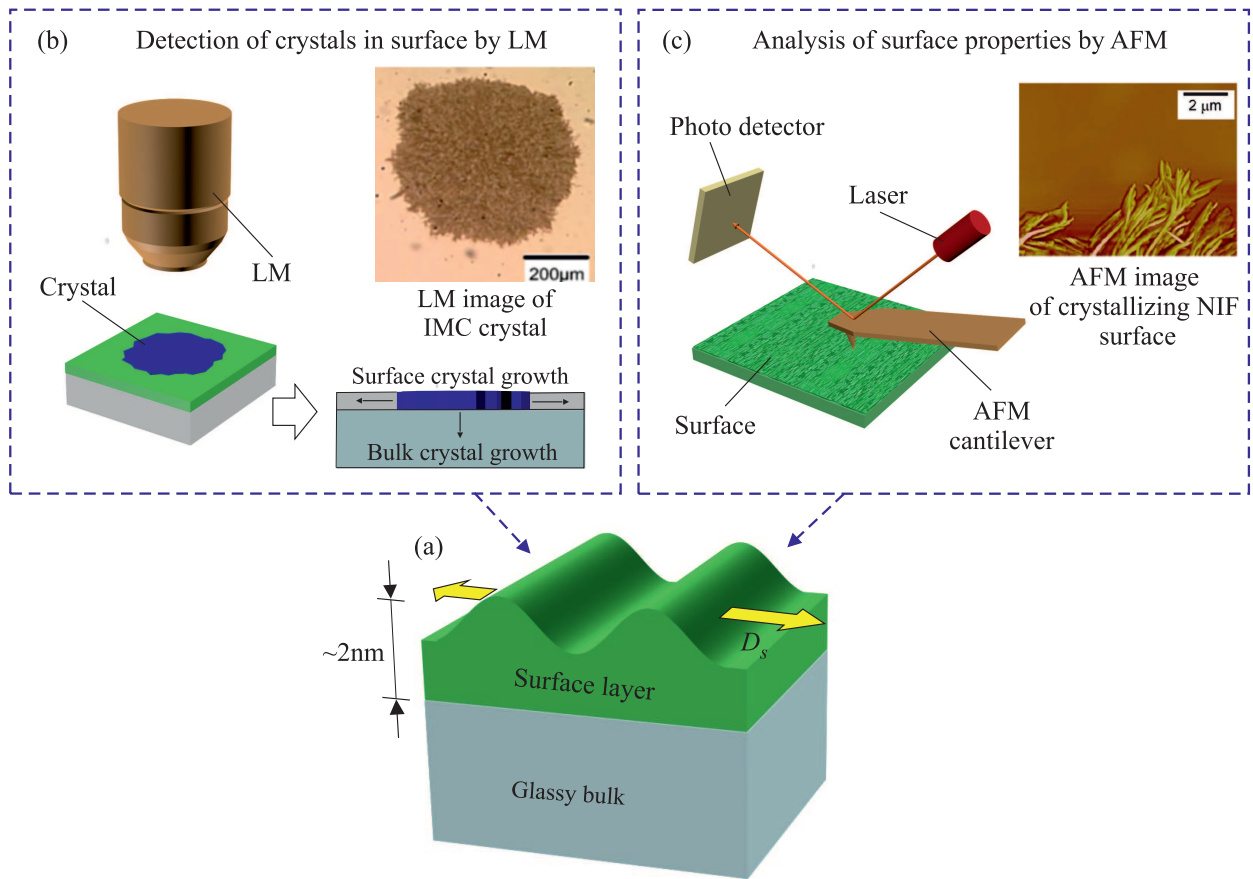 (b)
Detection of crystals in surface by LM
LM
Crystal
200μm
LM image of
IMC crystal
Surface crystal growth
Bulk crystal growth
(c)
Analysis of surface properties by AFM
Photo detector
Laser
2 μm
AFM image
of crystallizing NIF
surface
Surface
AFM
cantilever
(a)
~2nm
Ds
Surface layer
Glassy bulk